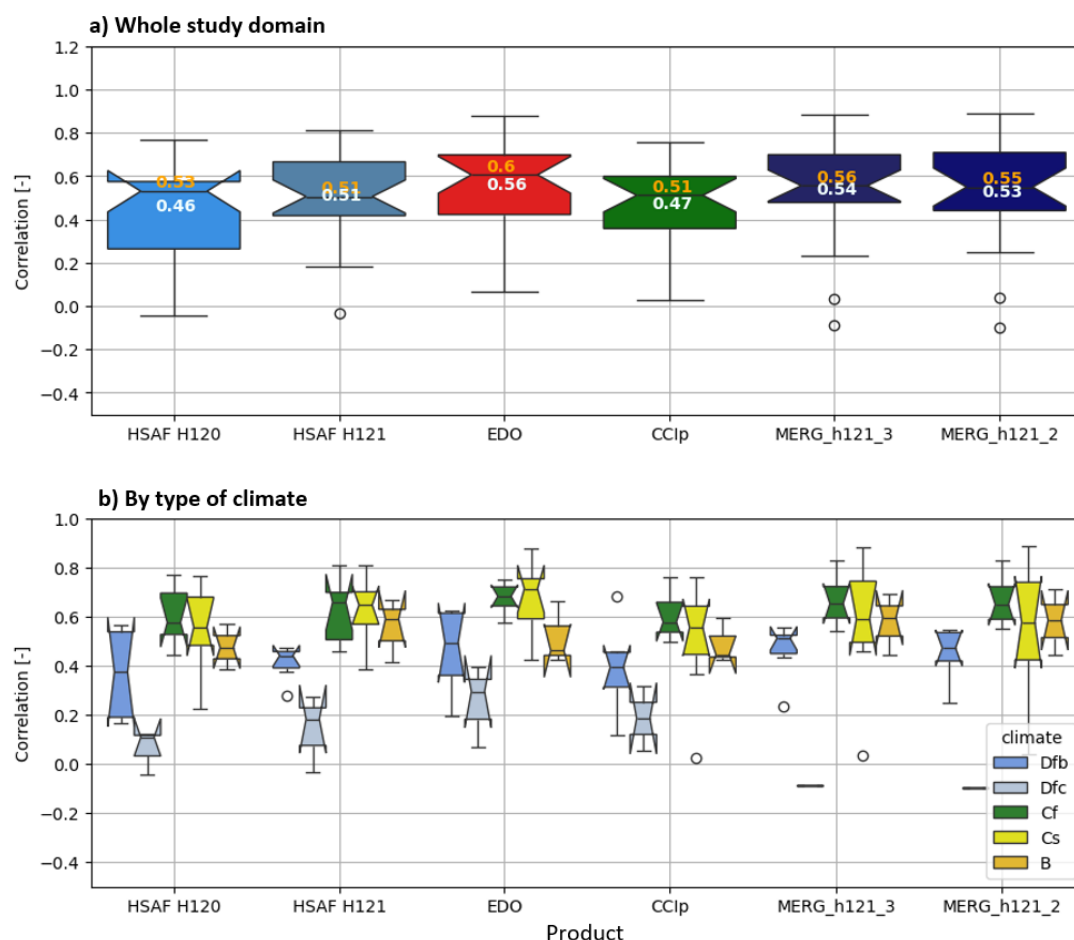 a) Whole study domain
1.2
1.0
0.8
0.6
0.4
0.2
0.0
−0.2
−0.4
Correlation [-]
0.53
0.46
0.51
0.51
0.6
0.56
0.51
0.47
0.56
0.54
0.55
0.53
HSAF H120 HSAF H121 EDO CCIp MERG_h121_3 MERG_h121_2
b) By type of climate
1.0
0.8
0.6
0.4
0.2
0.0
−0.2
−0.4
Correlation [-]
climate
Dfb
Dfc
Cf
Cs
B
HSAF H120 HSAF H121 EDO CCIp MERG_h121_3 MERG_h121_2
Product